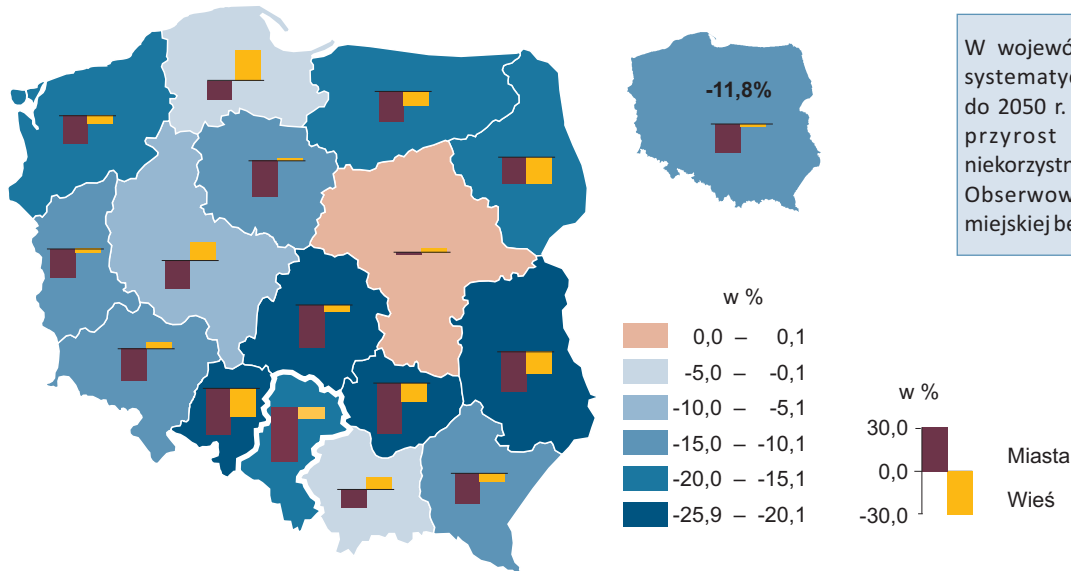 -11,8%
W wojewó
systematyc
do 2050 r.
przyrost
niekorzystn
Obserwow
miejskiej be
w %
0,0 – 0,1
-5,0 – -0,1
-10,0 – -5,1
-15,0 – -10,1
-20,0 – -15,1
-25,9 – -20,1
w %
30,0
0,0
-30,0
Miasta
Wieś